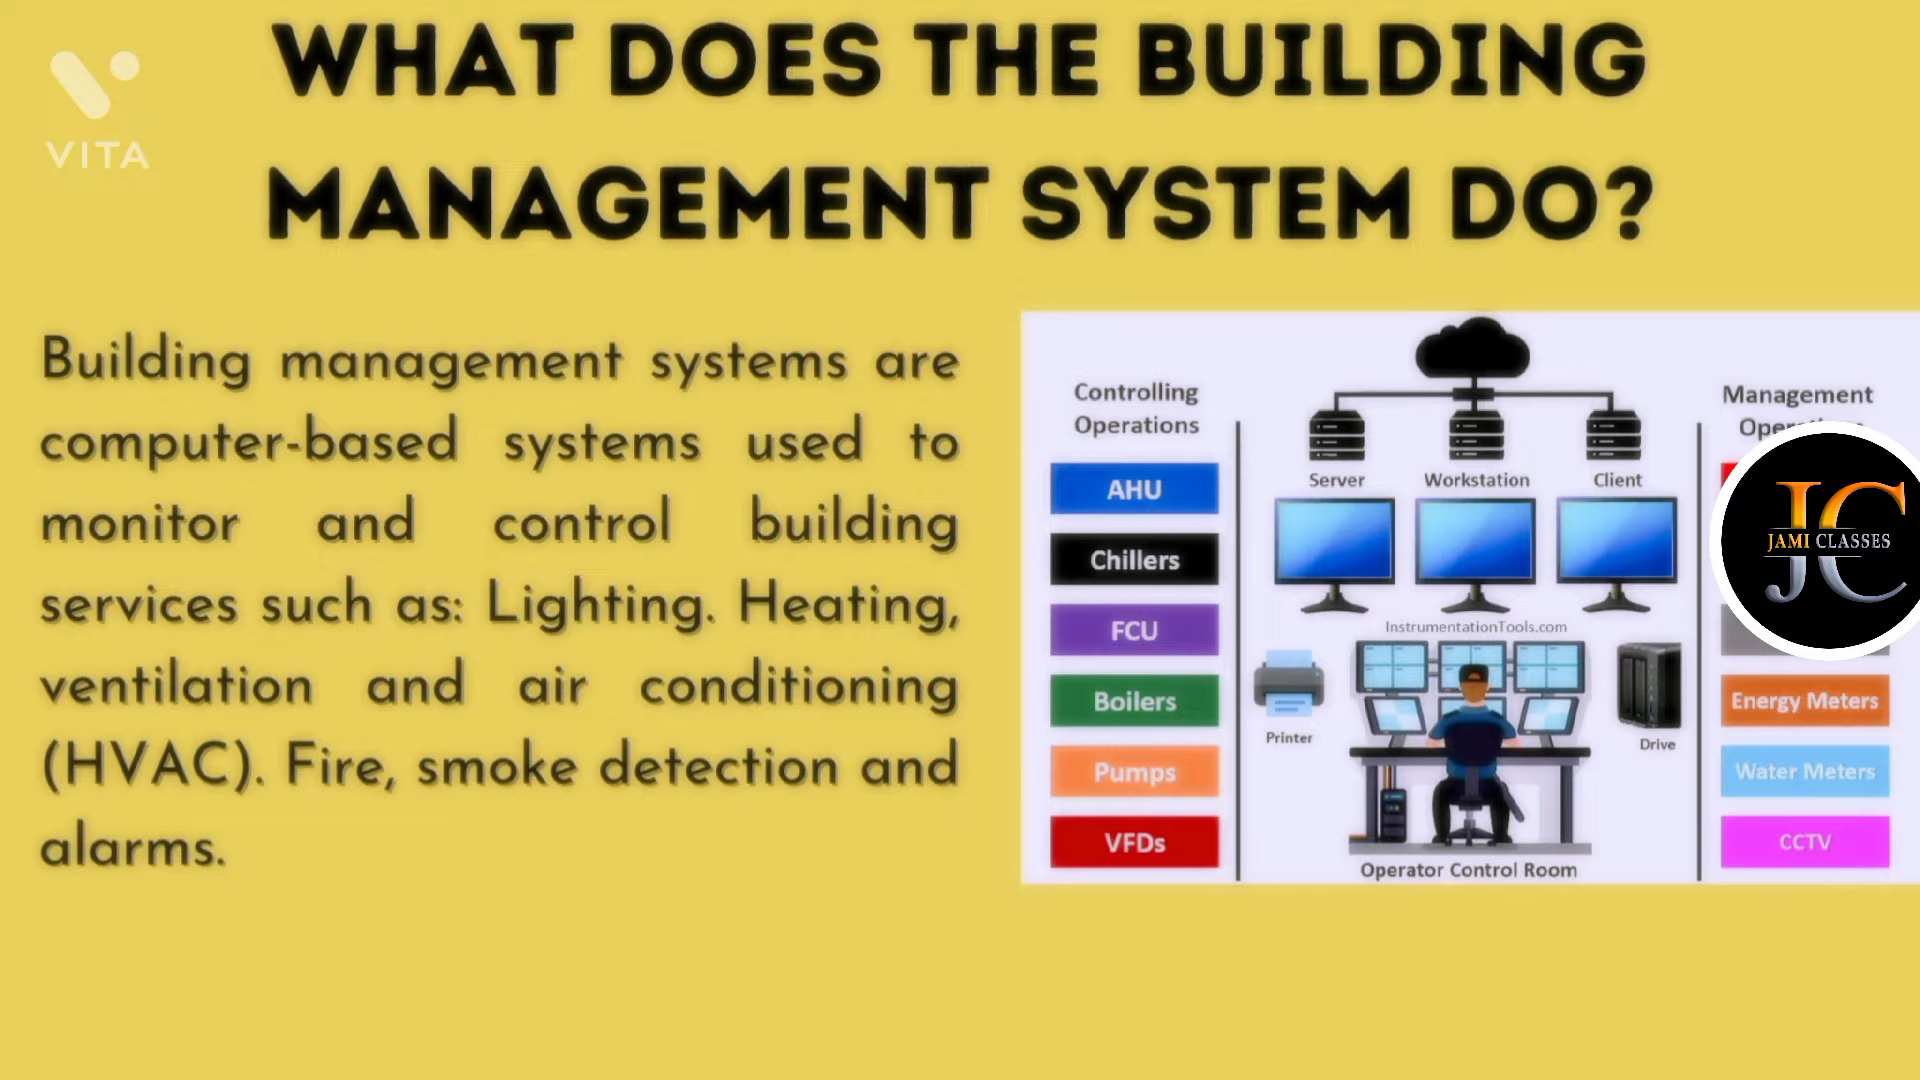 VITA
WHAT DOES THE BUILDING
MANAGEMENT SYSTEM DO?
Building management systems are
computer-based systems used to
monitor and control building
services such as: Lighting. Heating,
ventilation and air conditioning
(HVAC). Fire, smoke detection and
alarms.
Controlling
Operations
AHU
Chillers
FCU
Boilers
Pumps
VFDs
Server
Workstation
Client
InstrumentationTools.com
Printer
Drive
Operator Control Room
Management
JC
JAMI CLASSES
Energy Meters
Water Meters
CCTV